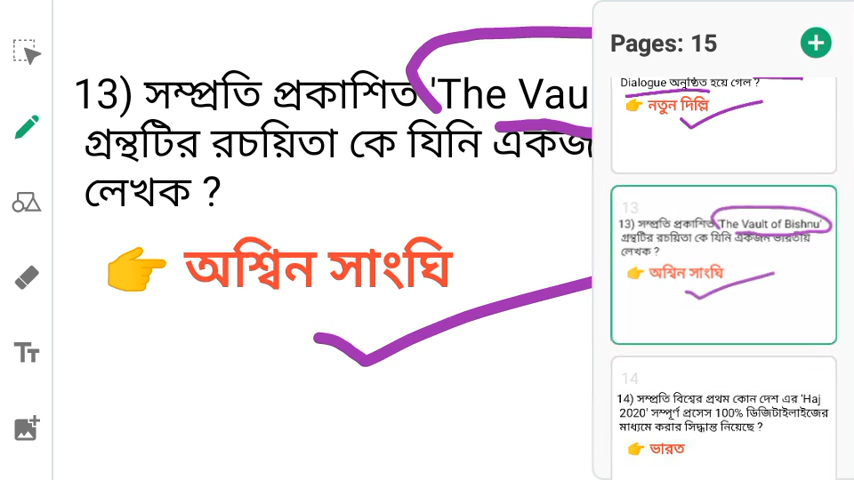 13) সম্প্রতি প্রকাশিত 'The Vau
গ্রন্থটির রচয়িতা কে যিনি একজ
লেখক ?
👉 অশ্বিন সাংঘি
Tт
Pages: 15
Dialogue অনুষ্ঠিত হয়ে গেল ?
👉 নতুন দিল্লি
13
13) সম্প্রতি প্রকাশিত 'The Vault of Bishnu'
গ্রন্থটির রচয়িতা কে যিনি একজন ভারতীয়
লেখক ?
👉 অশ্বিন সাংঘি
14
14) সম্প্রতি বিশ্বের প্রথম কোন দেশ এর 'Haj
2020' সম্পূর্ণ প্রসেস 100% ডিজিটাইলাইজের
মাধ্যমে করার সিদ্ধান্ত নিয়েছে ?
👉 ভারত